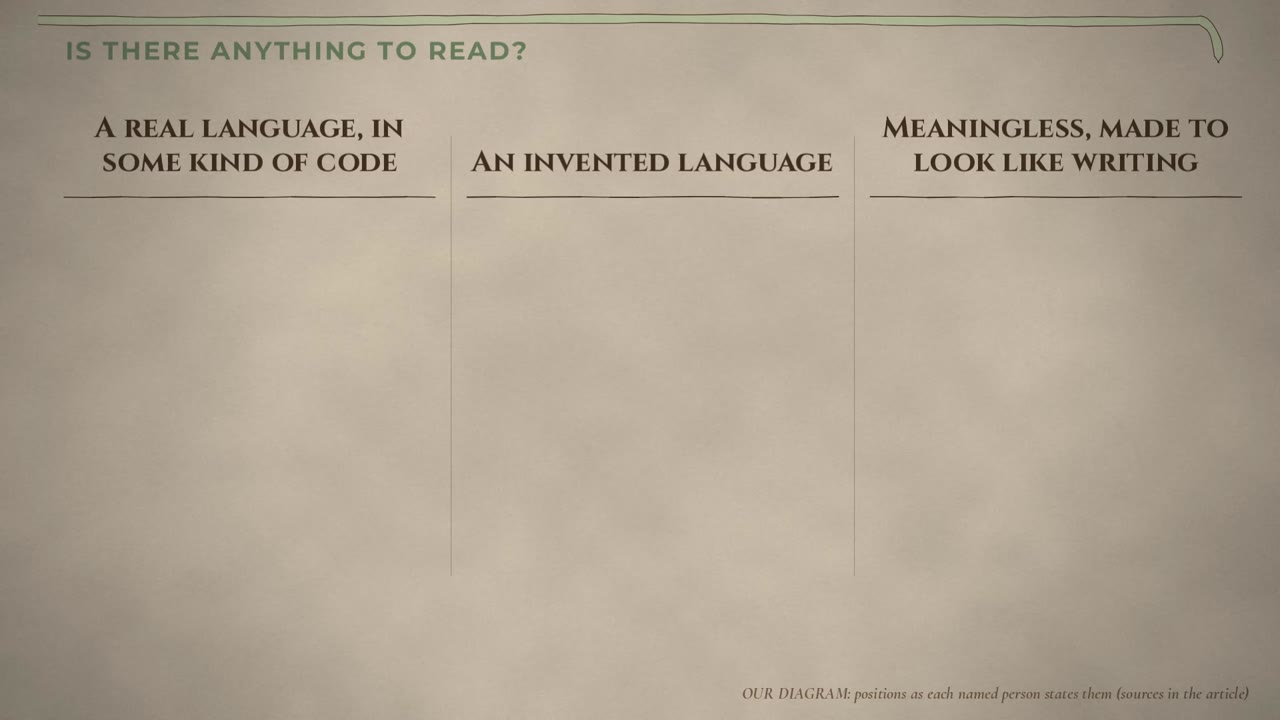 IS THERE ANYTHING TO READ?
A REAL LANGUAGE, IN
SOME KIND OF CODE
AN INVENTED LANGUAGE
MEANINGLESS, MADE TO
LOOK LIKE WRITING
OUR DIAGRAM: positions as each named person states them (sources in the article)